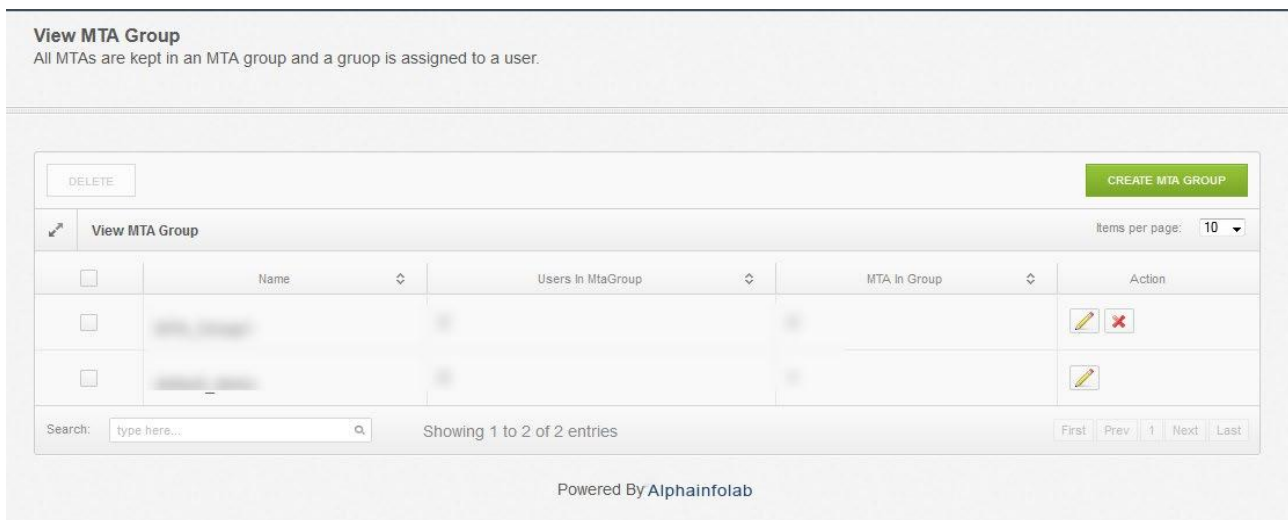 View MTA Group
All MTAs are kept in an MTA group and a gruop is assigned to a user.
DELETE
CREATE MTA GROUP
View MTA Group
Items per page: 10
Name Users In MtaGroup MTA In Group Action
Search: type here... Showing 1 to 2 of 2 entries First Prev 1 Next Last
Powered By Alphainfolab